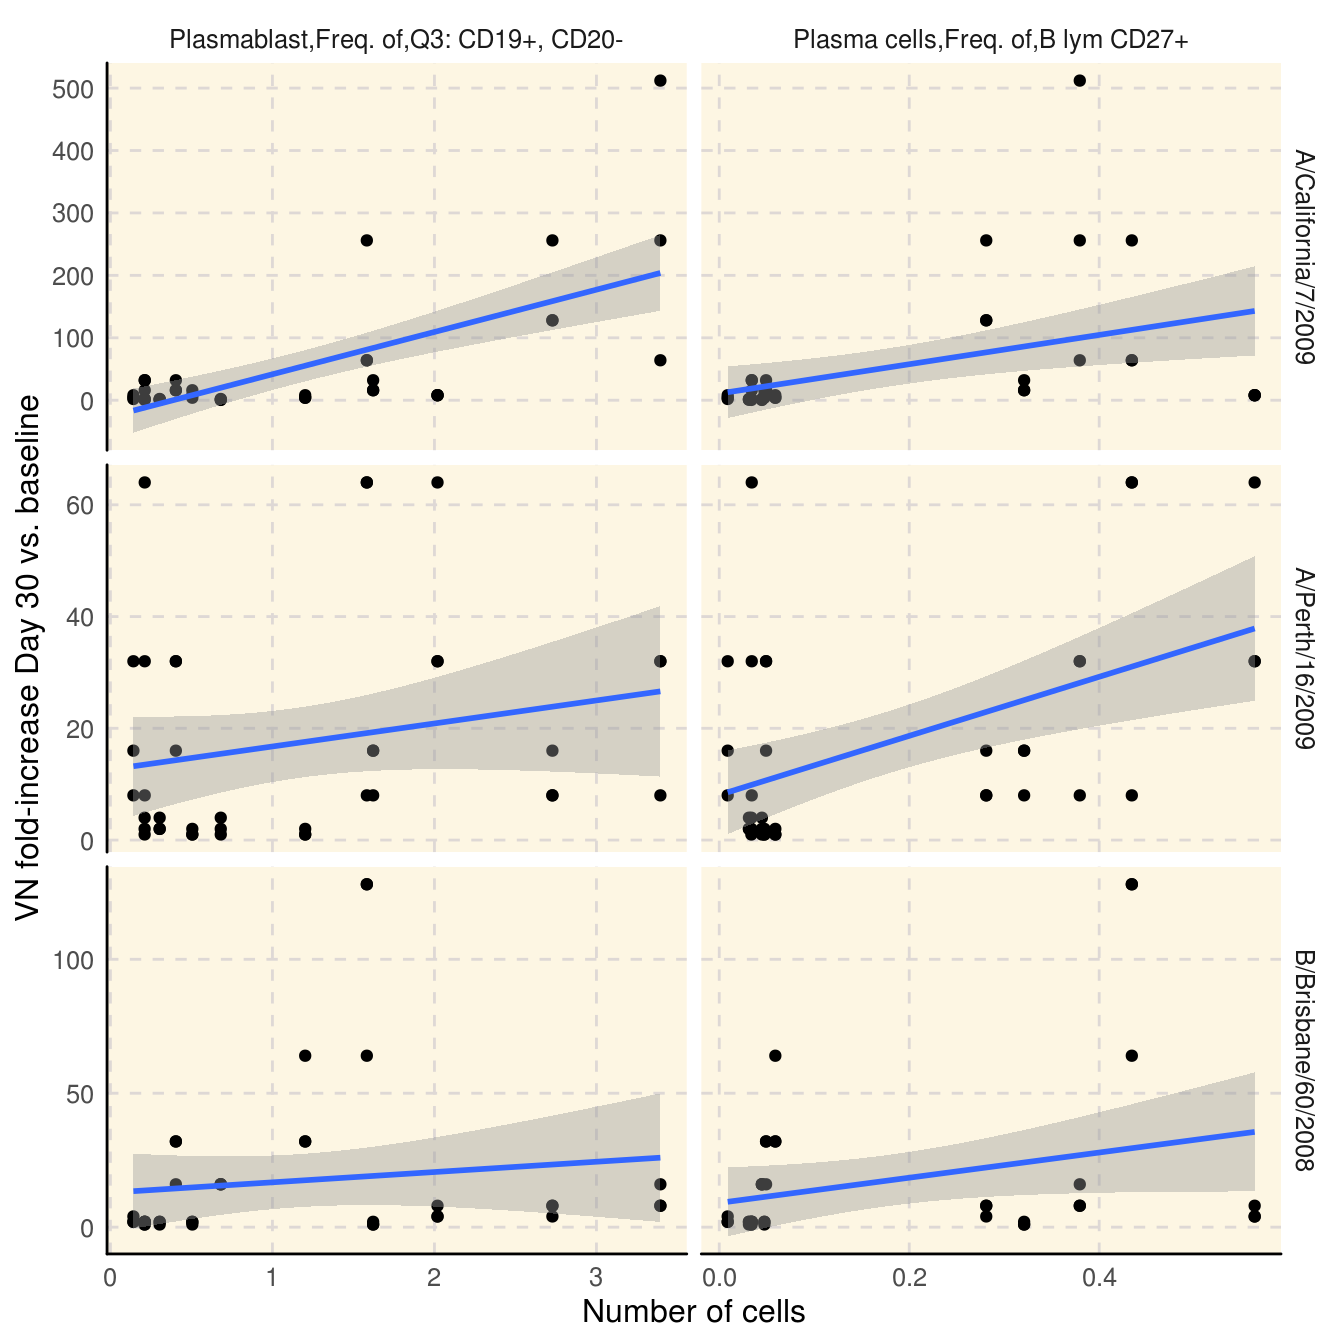 Plasmablast,Freq. of,Q3: CD19+, CD20-
Plasma cells,Freq. of,B lym CD27+
500
400
300
200
100
0
A/California/7/2009
60
40
20
0
A/Perth/16/2009
100
50
0
B/Brisbane/60/2008
VN fold-increase Day 30 vs. baseline
0 1 2 3
0.0 0.2 0.4
Number of cells